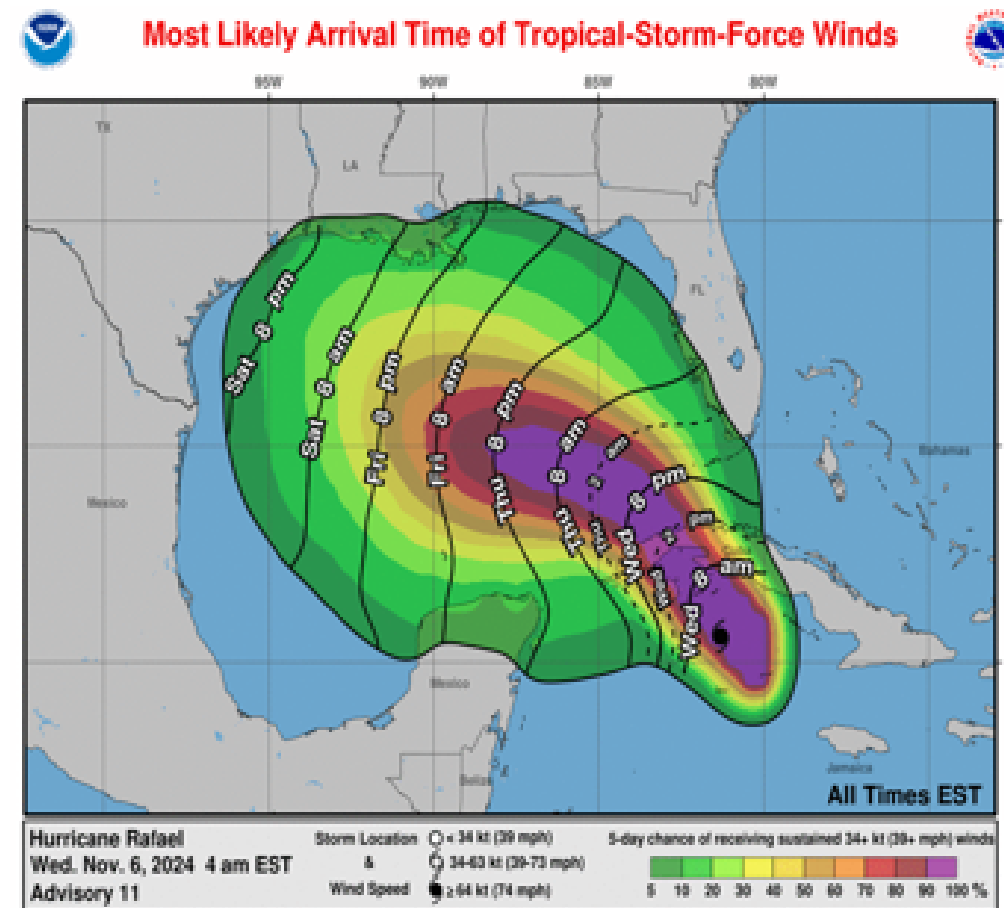 Most Likely Arrival Time of Tropical-Storm-Force Winds
95W 90W 85W 80W
TX
LA
FL
Sat 8 pm
Sat 8 am
Fri 8 pm
Fri 8 am
Thu 8 pm
Thu 8 am
Thu am
Wed 8 pm
Wed pm
Wed 8 am
Mexico
Bahamas
Mexico
Belize
Jamaica
All Times EST
Hurricane Rafael
Wed. Nov. 6, 2024 4 am EST
Advisory 11
Storm Location
&
Wind Speed
< 34 kt (39 mph)
34-63 kt (39-73 mph)
≥ 64 kt (74 mph)
5-day chance of receiving sustained 34+ kt (39+ mph) winds
5 10 20 30 40 50 60 70 80 90 100 %